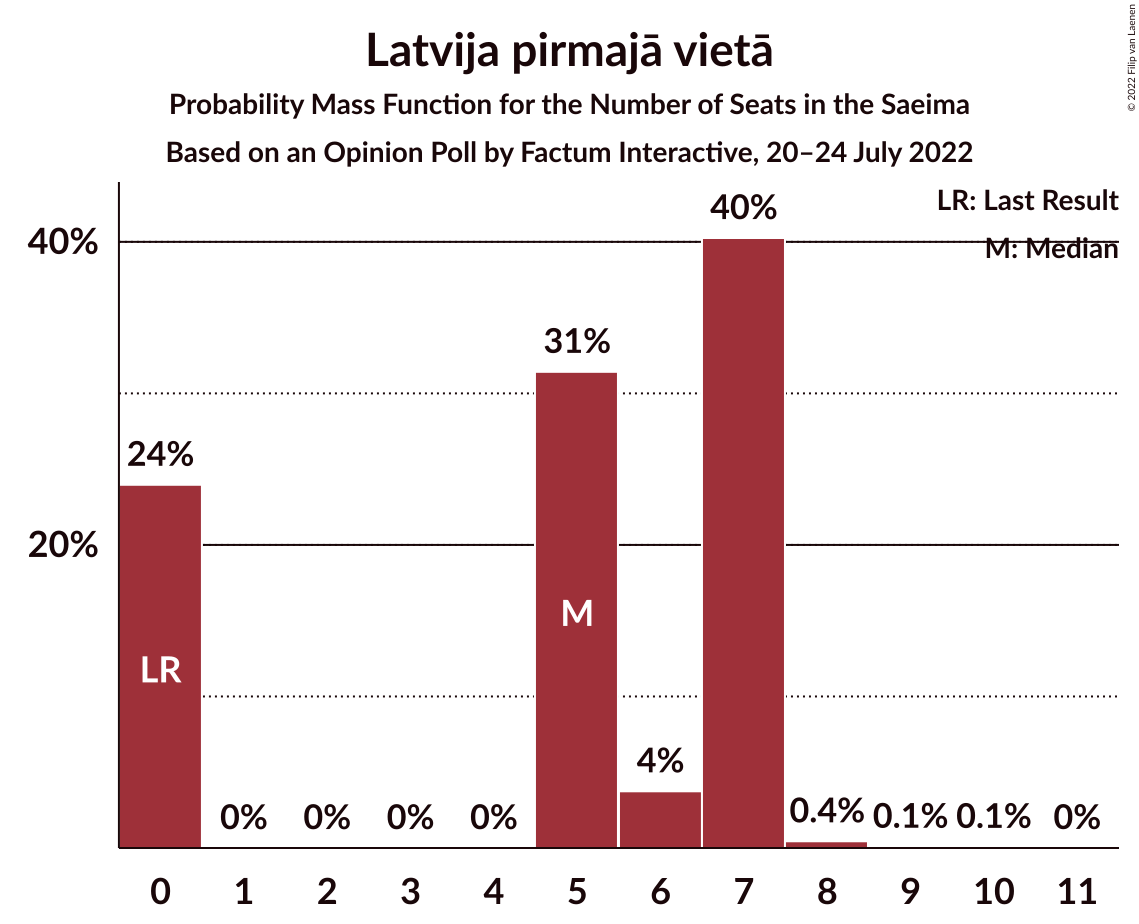 Latvija pirmajā vietā
Probability Mass Function for the Number of Seats in the Saeima
Based on an Opinion Poll by Factum Interactive, 20–24 July 2022
© 2022 Filip van Laenen
LR: Last Result
M: Median
40%
20%
24%
0%
0%
0%
0%
31%
4%
40%
0.4%
0.1%
0.1%
0%
LR
M
0 1 2 3 4 5 6 7 8 9 10 11